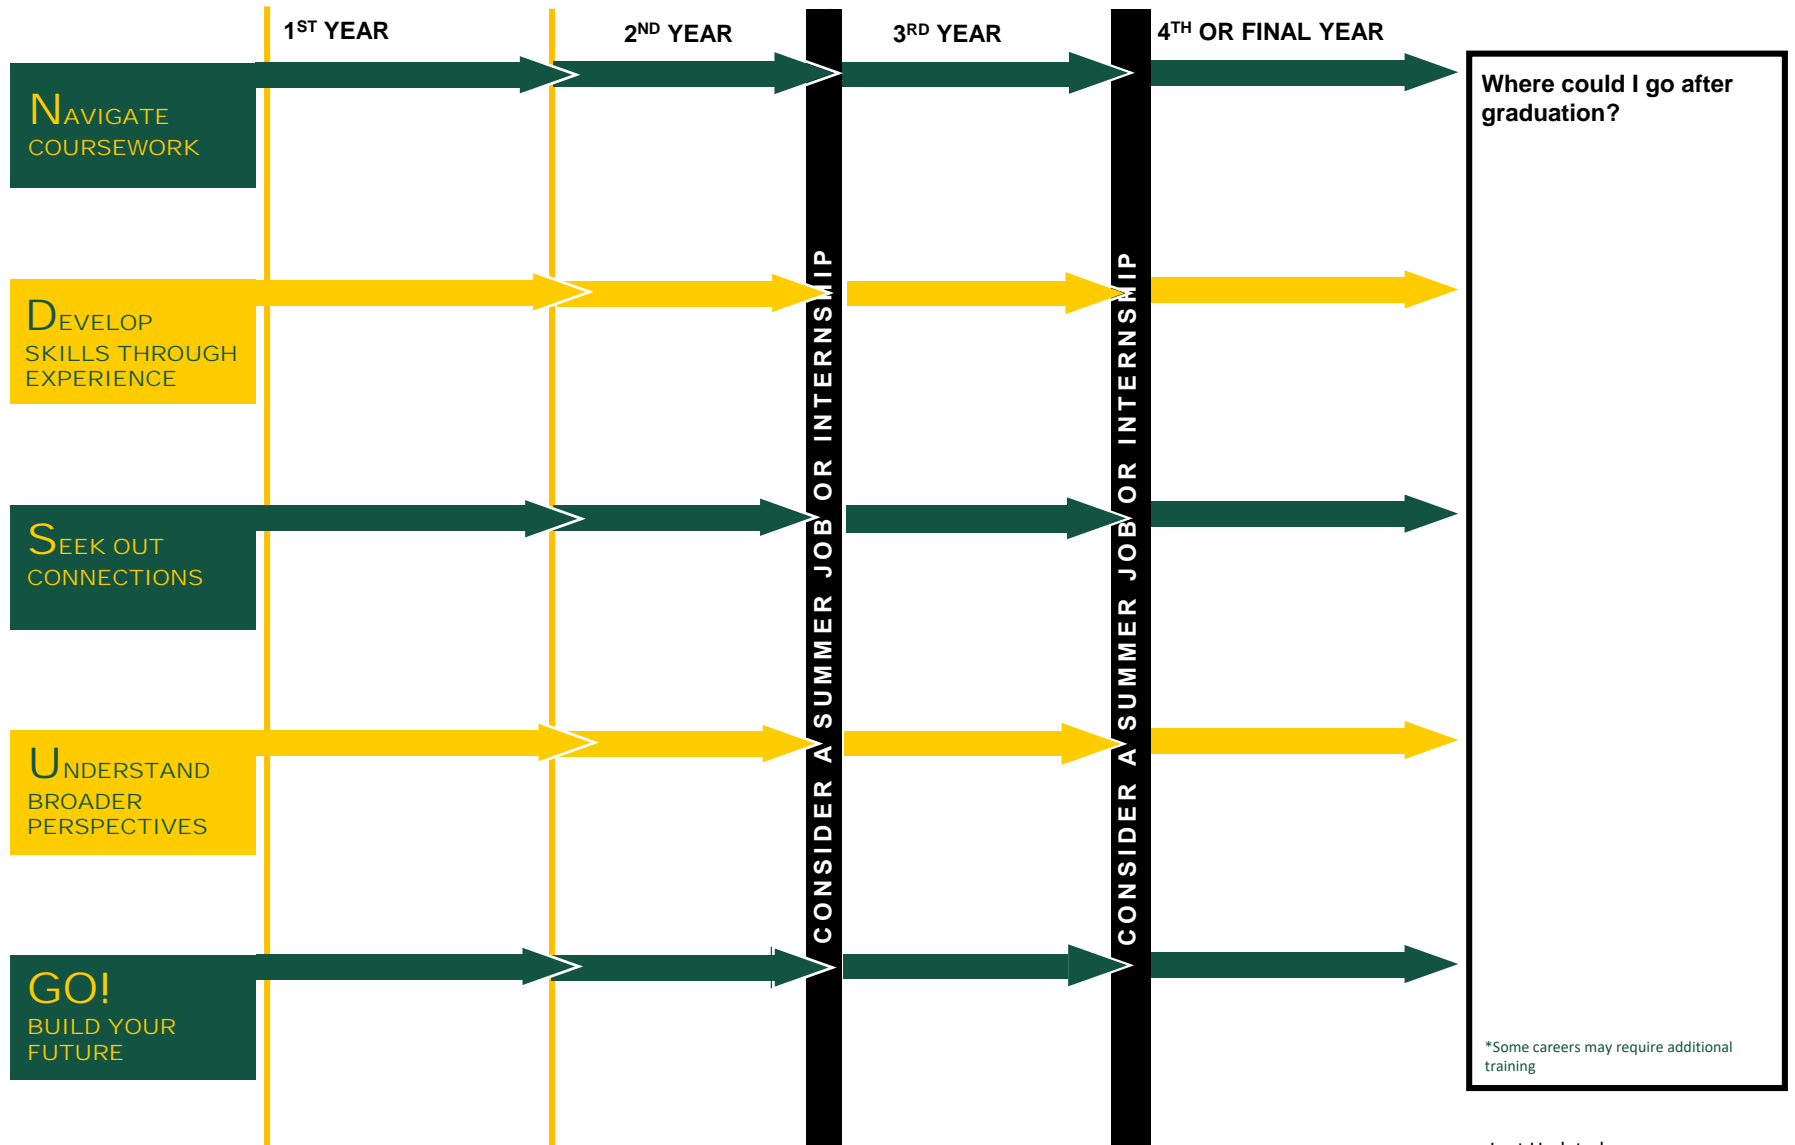 1ST YEAR
2ND YEAR
3RD YEAR
4TH OR FINAL YEAR
NAVIGATE
COURSEWORK
DEVELOP
SKILLS THROUGH
EXPERIENCE
SEEK OUT
CONNECTIONS
UNDERSTAND
BROADER
PERSPECTIVES
GO!
BUILD YOUR
FUTURE
CONSIDER A SUMMER JOB OR INTERNSHIP
CONSIDER A SUMMER JOB OR INTERNSHIP
Where could I go after
graduation?
*Some careers may require additional
training